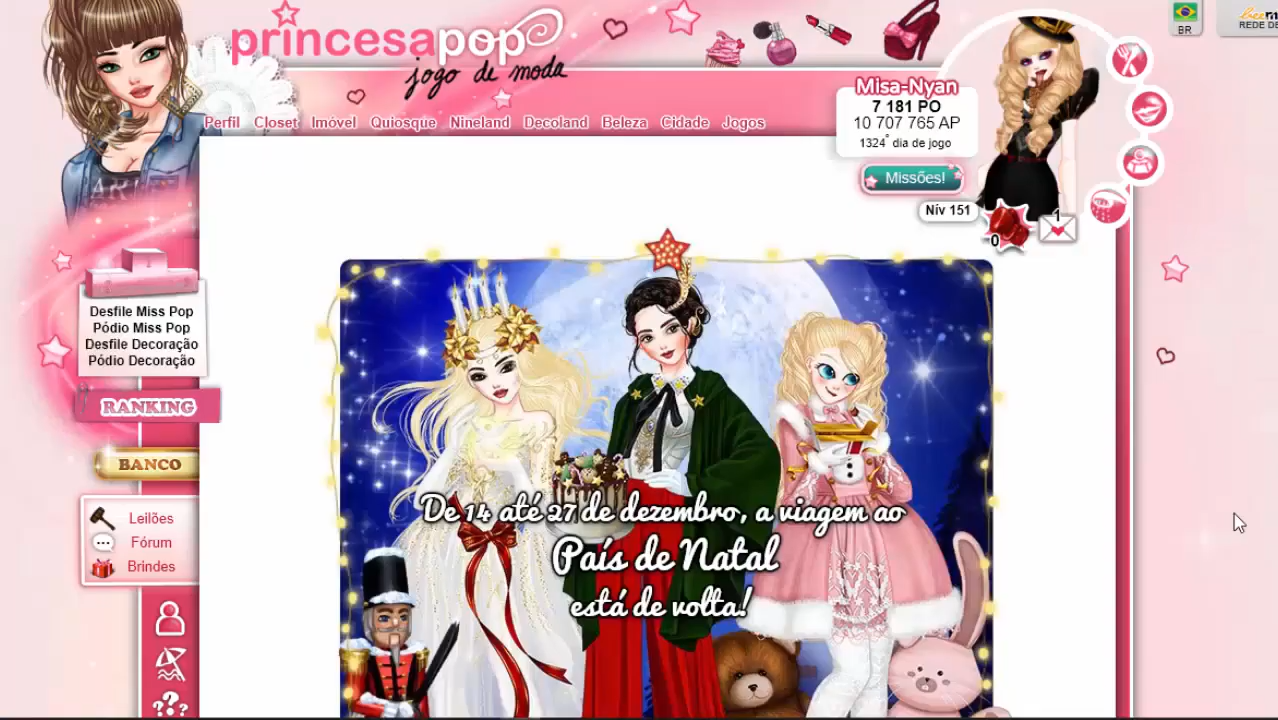 princesapop
jogo de moda
BR
REDE DE
Perfil Closet Imóvel Quiosque Nineland Decoland Beleza Cidade Jogos
Misa-Nyan
7 181 PO
10 707 765 AP
1324° dia de jogo
Missões!
Nív 151
0
1
Desfile Miss Pop
Pódio Miss Pop
Desfile Decoração
Pódio Decoração
RANKING
BANCO
Leilões
Fórum
Brindes
De 14 até 27 de dezembro, a viagem ao
País de Natal
está de volta!